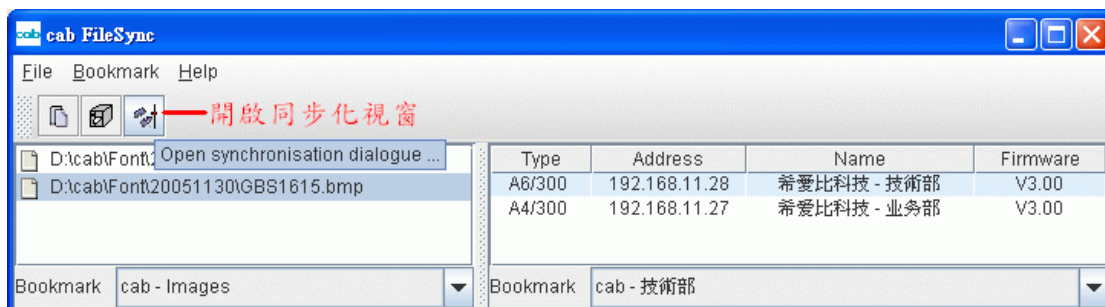 cab cab FileSync
File Bookmark Help
開啟同步化視窗
D:\cab\Font\2
Open synchronisation dialogue ...
D:\cab\Font\20051130\GBS1615.bmp
Type Address Name Firmware
A6/300 192.168.11.28 希爱比科技 - 技術部 V3.00
A4/300 192.168.11.27 希爱比科技 - 业务部 V3.00
Bookmark cab - Images
Bookmark cab - 技術部